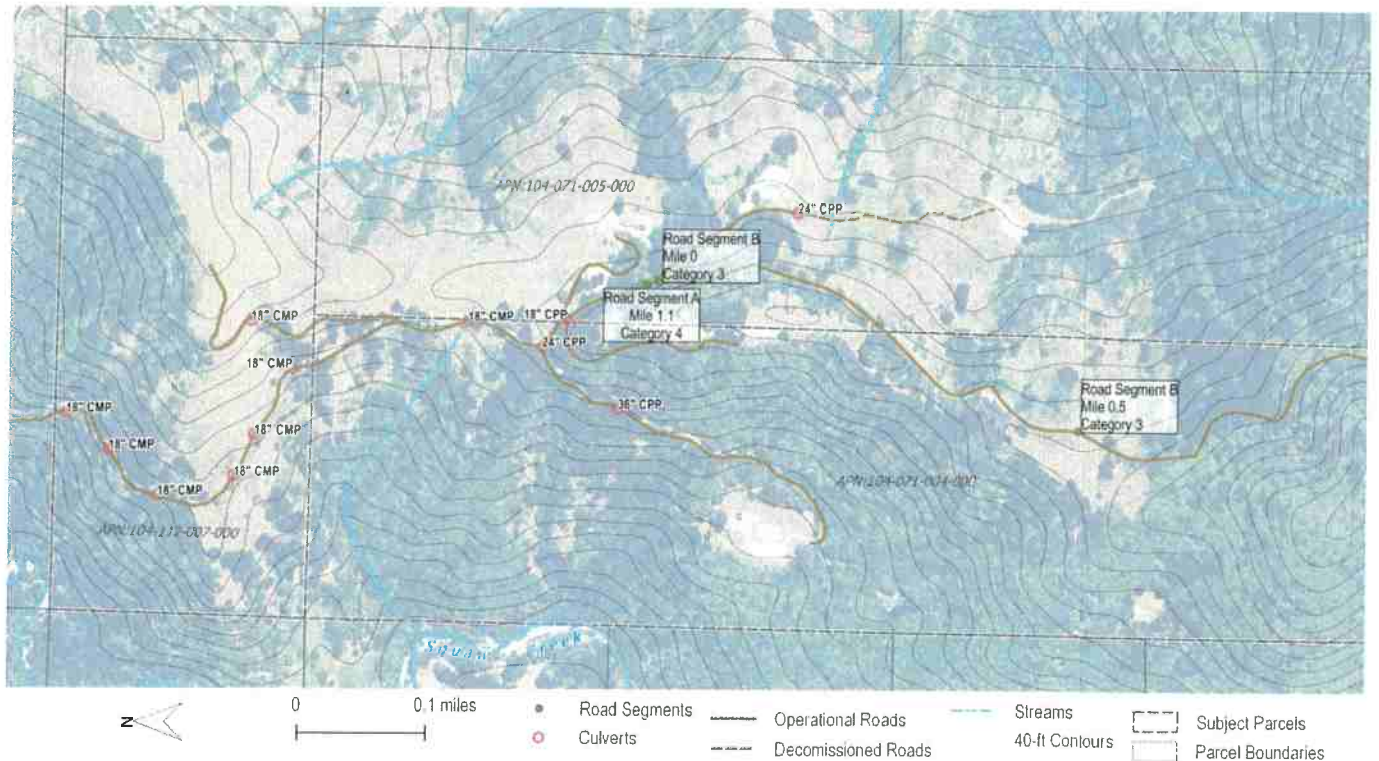 APN:104-071-005-000
24" CPP
Road Segment B
Mile 0
Category 3
Road Segment A
Mile 1.1
Category 4
18" CMP
18" CMP
18" CPP
24" CPP
18" CMP
36" CPP
Road Segment B
Mile 0.5
Category 3
18" CMP
18" CMP
18" CMP
18" CMP
18" CMP
APN:104-071-004-000
APN:104-112-007-000
N
0 0.1 miles
Road Segments
Culverts
Operational Roads
Decomissioned Roads
Streams
40-ft Contours
Subject Parcels
Parcel Boundaries